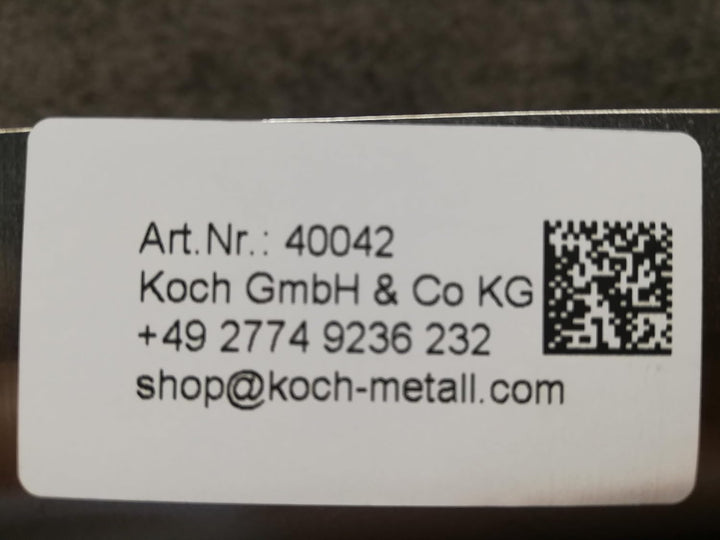 Art.Nr.: 40042
Koch GmbH & Co KG
+49 2774 9236 232
shop@koch-metall.com